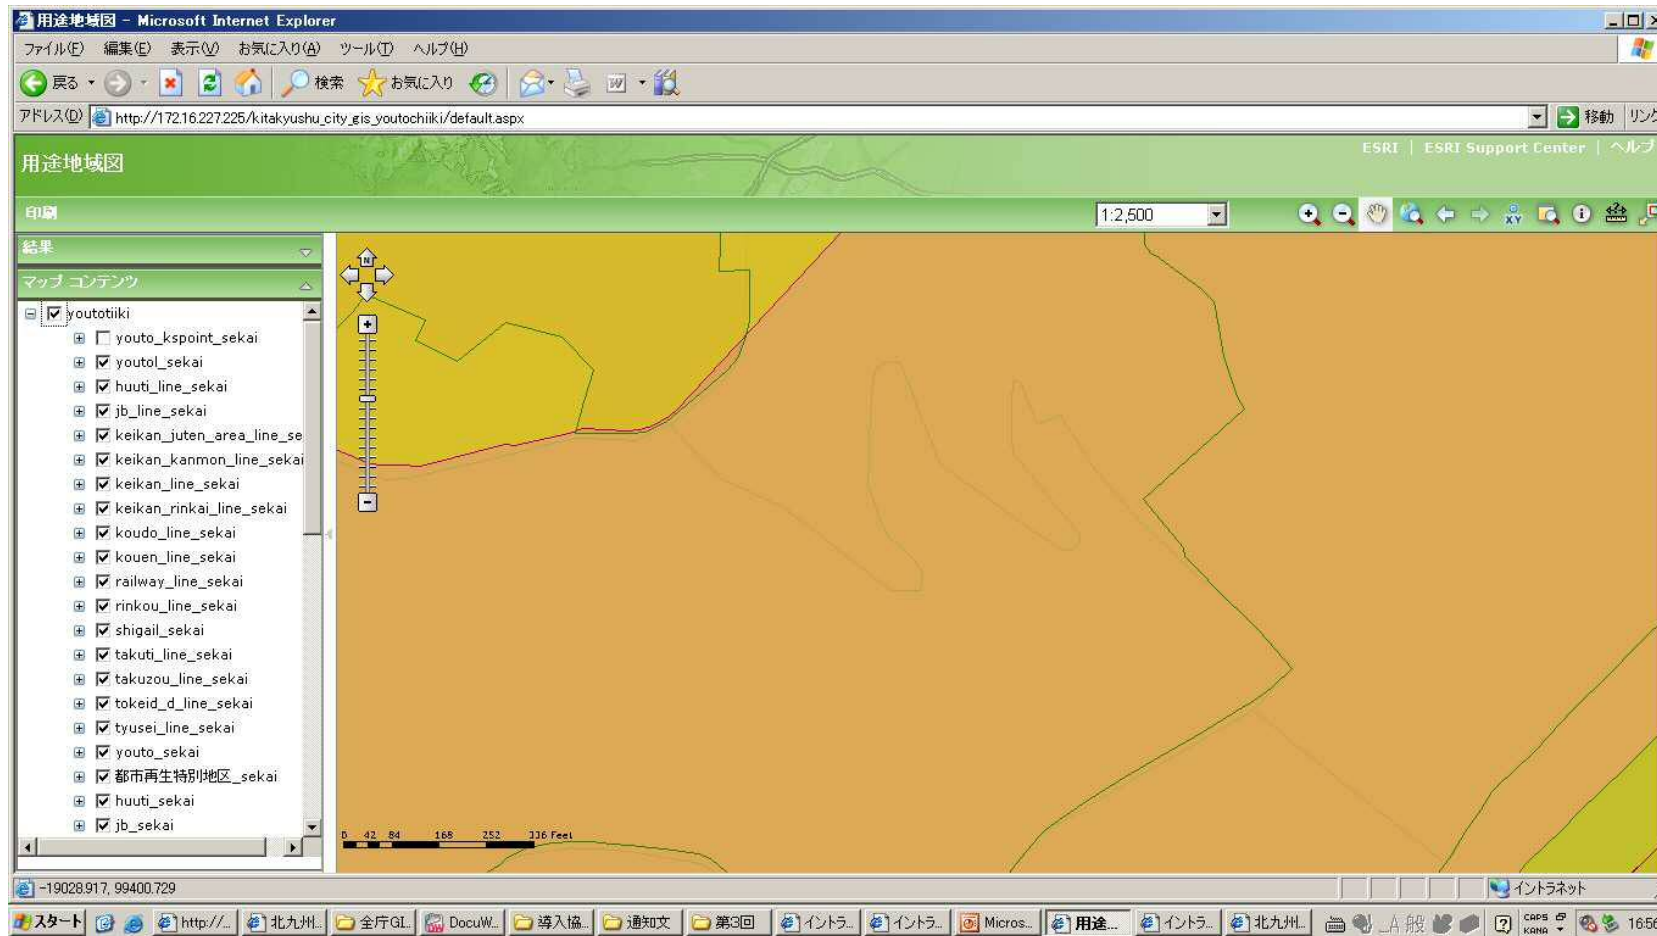 用途地域図 - Microsoft Internet Explorer
ファイル(F) 編集(E) 表示(V) お気に入り(A) ツール(T) ヘルプ(H)
戻る 検索 お気に入り
アドレス(D) http://172.16.227.225/kitakyushu_city_gis_youtochiiki/default.aspx 移動 リンク
用途地域図
ESRI | ESRI Support Center | ヘルプ
印刷
1:2,500
結果
マップ コンテンツ
youtotiiki
youto_kspoint_sekai
youtol_sekai
huuti_line_sekai
jb_line_sekai
keikan_juten_area_line_se
keikan_kanmon_line_sekai
keikan_line_sekai
keikan_rinkai_line_sekai
koudo_line_sekai
kouen_line_sekai
railway_line_sekai
rinkou_line_sekai
shigail_sekai
takuti_line_sekai
takuzou_line_sekai
tokeid_d_line_sekai
tyusei_line_sekai
youto_sekai
都市再生特別地区_sekai
huuti_sekai
jb_sekai
N
XY
0 42 84 168 252 336 Feet
-19028.917, 99400.729
イントラネット
スタート http://... 北九州... 全庁GI... DocuW... 導入協... 通知文 第3回 イントラ... イントラ... Micros... 用途... イントラ... 北九州... A 般 CAPS KANA 16:56